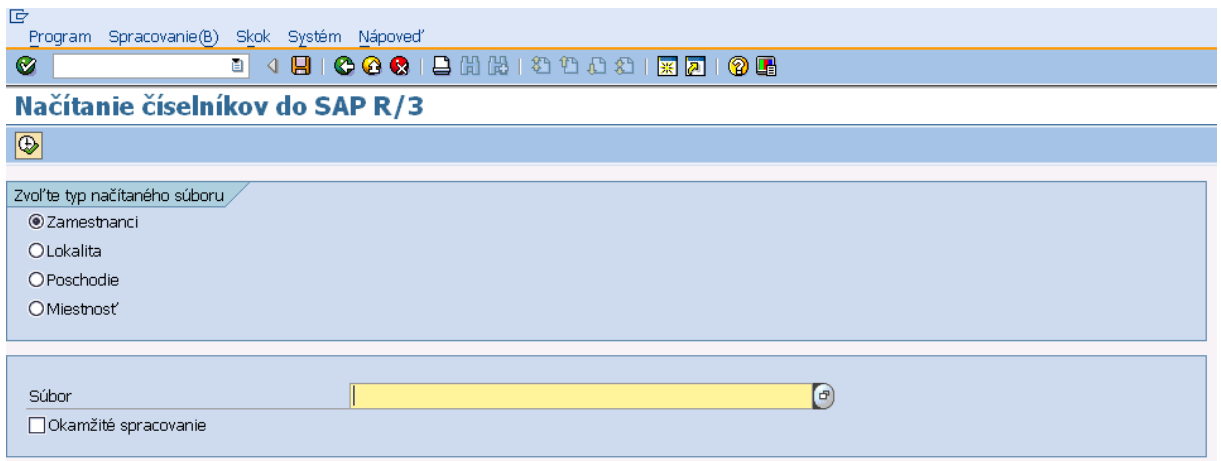 Program Spracovanie(B) Skok Systém Nápoveď
Načítanie číselníkov do SAP R/3
Zvoľte typ načítaného súboru
Zamestnanci
Lokalita
Poschodie
Miestnosť
Súbor
Okamžité spracovanie